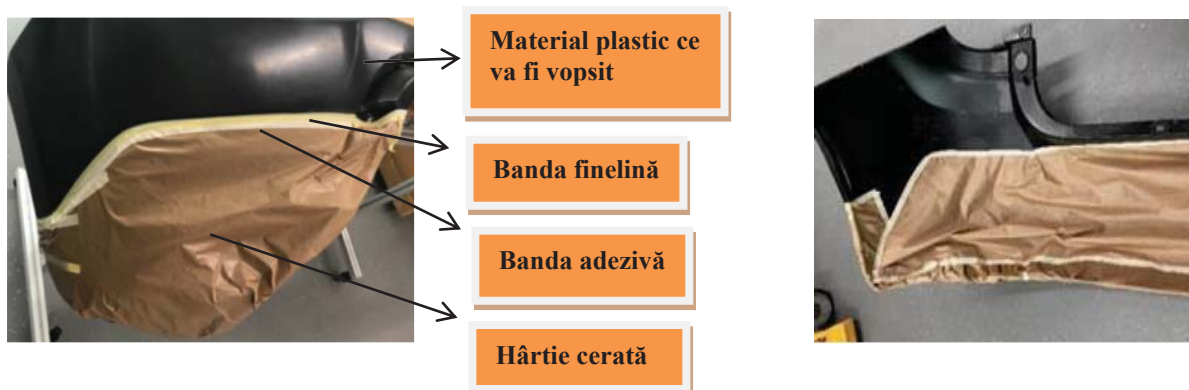 Material plastic ce
va fi vopsit
Banda finelină
Banda adezivă
Hârtie cerată